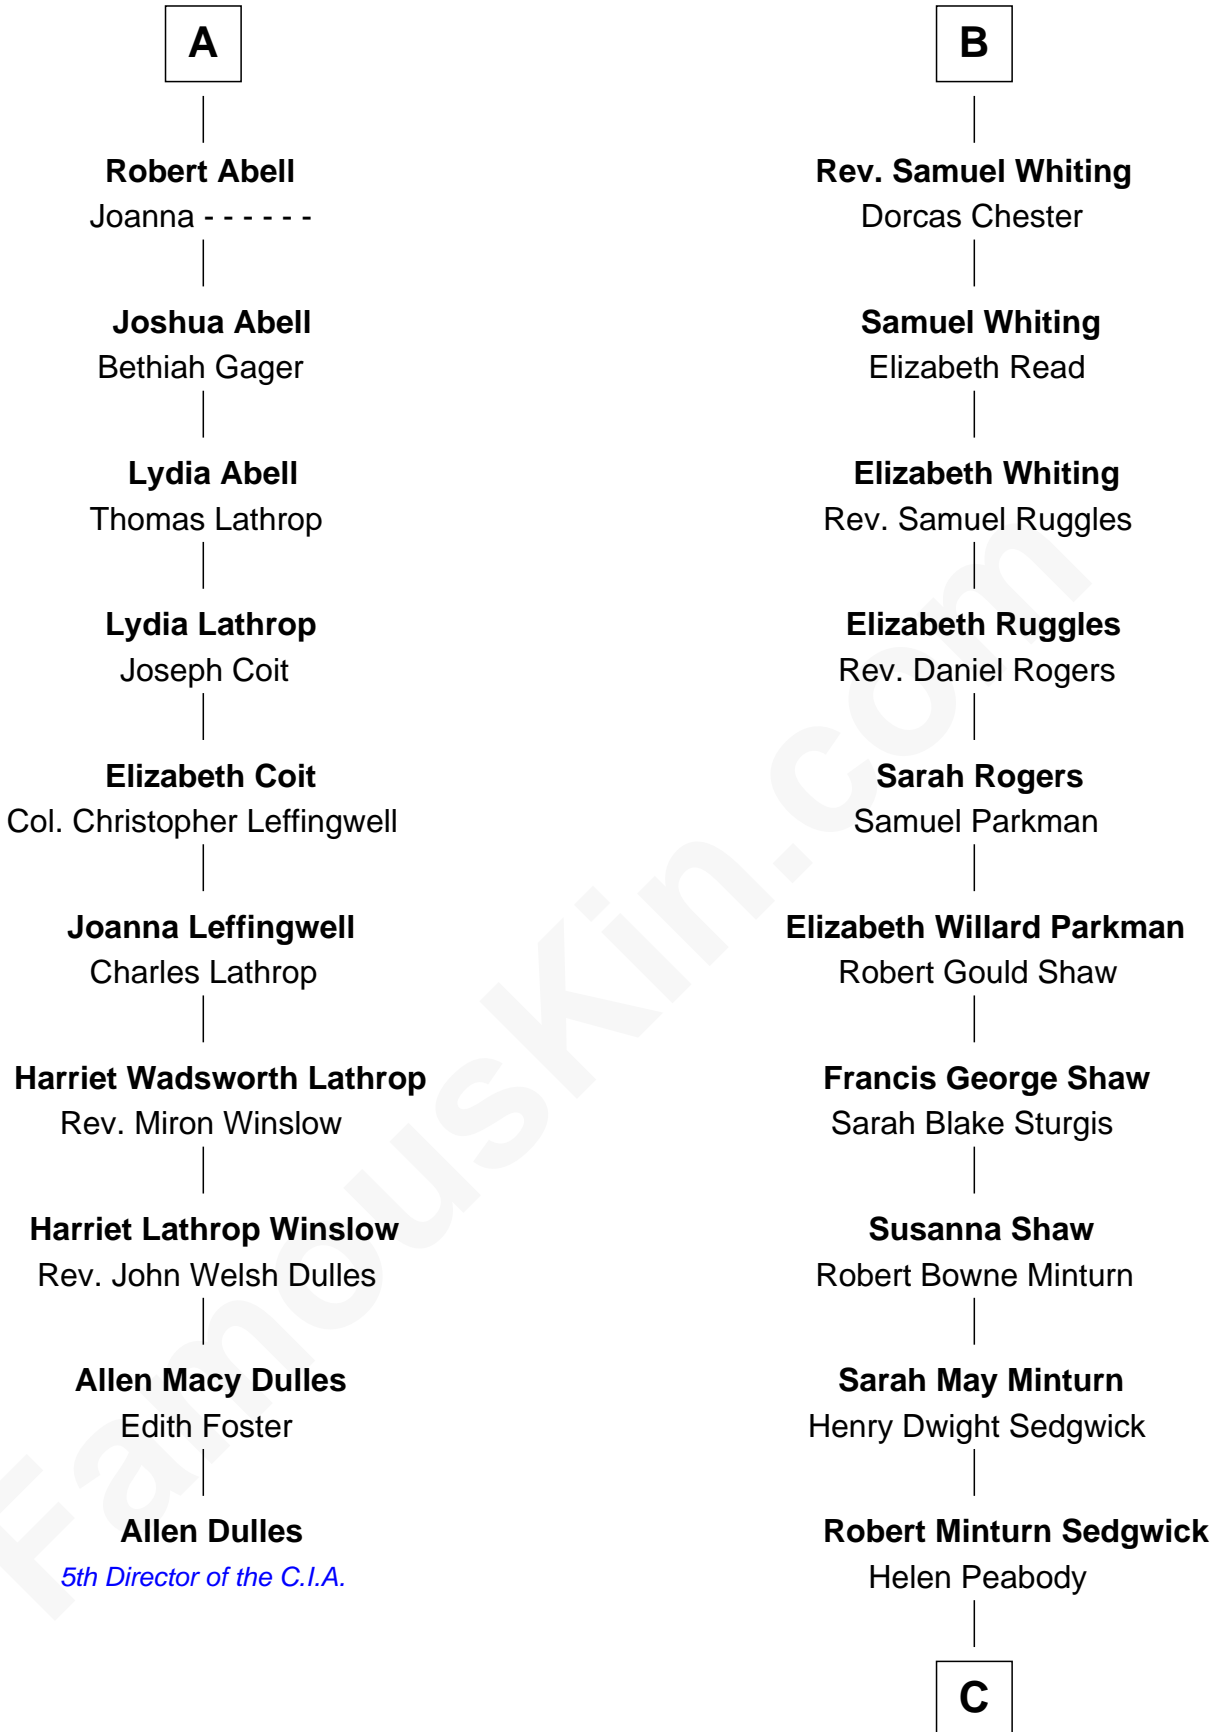 A
Robert Abell
Joanna - - - - - -
Joshua Abell
Bethiah Gager
Lydia Abell
Thomas Lathrop
Lydia Lathrop
Joseph Coit
Elizabeth Coit
Col. Christopher Leffingwell
Joanna Leffingwell
Charles Lathrop
Harriet Wadsworth Lathrop
Rev. Miron Winslow
Harriet Lathrop Winslow
Rev. John Welsh Dulles
Allen Macy Dulles
Edith Foster
Allen Dulles
5th Director of the C.I.A.
B
Rev. Samuel Whiting
Dorcas Chester
Samuel Whiting
Elizabeth Read
Elizabeth Whiting
Rev. Samuel Ruggles
Elizabeth Ruggles
Rev. Daniel Rogers
Sarah Rogers
Samuel Parkman
Elizabeth Willard Parkman
Robert Gould Shaw
Francis George Shaw
Sarah Blake Sturgis
Susanna Shaw
Robert Bowne Minturn
Sarah May Minturn
Henry Dwight Sedgwick
Robert Minturn Sedgwick
Helen Peabody
C
FamousKin.com